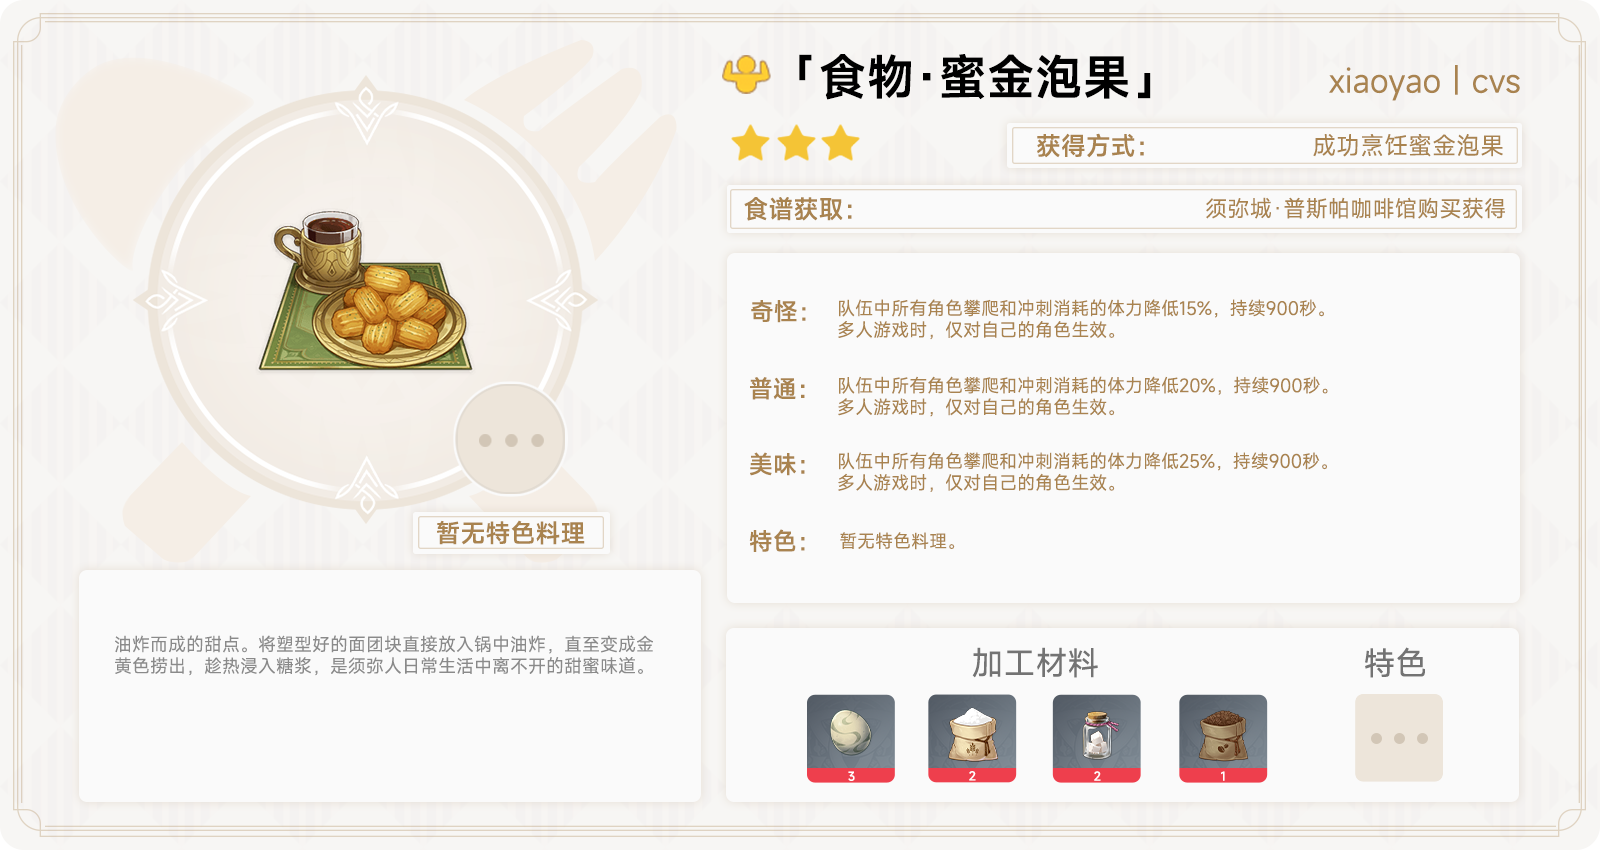 「食物·蜜金泡果」
xiaoyao | cvs
获得方式：
成功烹饪蜜金泡果
食谱获取：
须弥城·普斯帕咖啡馆购买获得
奇怪：
队伍中所有角色攀爬和冲刺消耗的体力降低15%，持续900秒。
多人游戏时，仅对自己的角色生效。
普通：
队伍中所有角色攀爬和冲刺消耗的体力降低20%，持续900秒。
多人游戏时，仅对自己的角色生效。
美味：
队伍中所有角色攀爬和冲刺消耗的体力降低25%，持续900秒。
多人游戏时，仅对自己的角色生效。
特色：
暂无特色料理。
暂无特色料理
油炸而成的甜点。将塑型好的面团块直接放入锅中油炸，直至变成金
黄色捞出，趁热浸入糖浆，是须弥人日常生活中离不开的甜蜜味道。
加工材料
特色
3
2
2
1